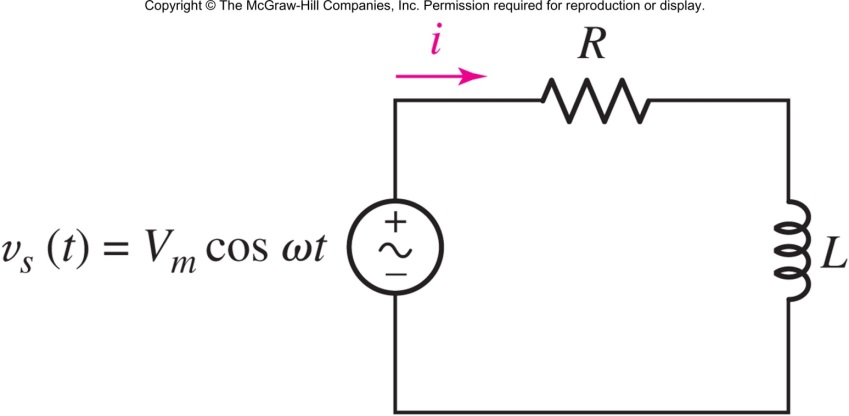 Copyright © The McGraw-Hill Companies, Inc. Permission required for reproduction or display.
i
R
v_s (t) = V_m cos ωt
+
~
−
L